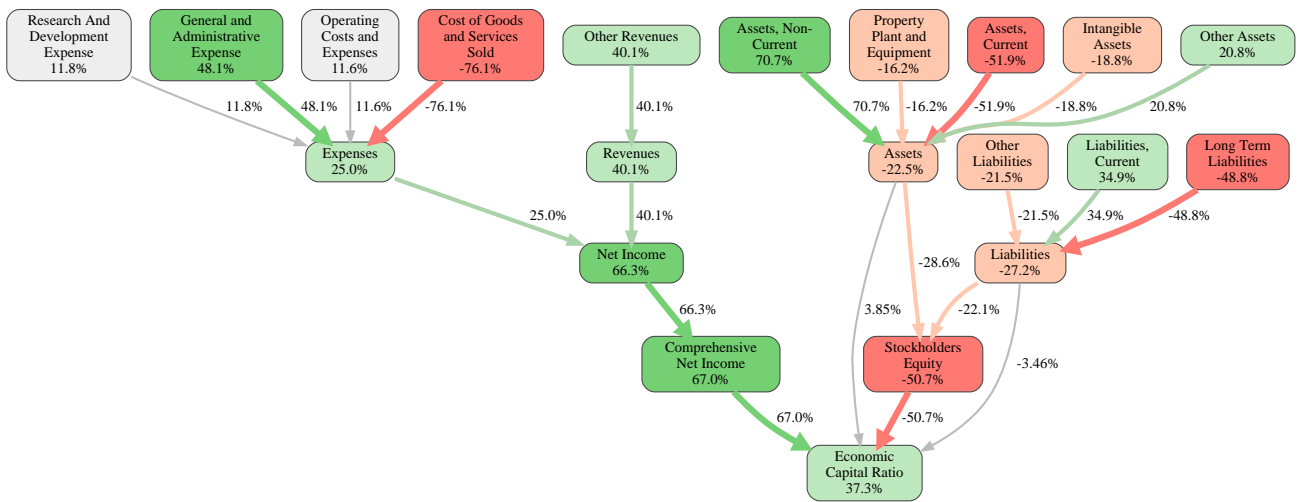 Research And
Development
Expense
11.8%
General and
Administrative
Expense
48.1%
Operating
Costs and
Expenses
11.6%
Cost of Goods
and Services
Sold
-76.1%
Other Revenues
40.1%
Assets, Non-
Current
70.7%
Property
Plant and
Equipment
-16.2%
Assets,
Current
-51.9%
Intangible
Assets
-18.8%
Other Assets
20.8%
11.8%
48.1%
11.6%
-76.1%
40.1%
70.7%
-16.2%
-51.9%
-18.8%
20.8%
Expenses
25.0%
Revenues
40.1%
Assets
-22.5%
Other
Liabilities
-21.5%
Liabilities,
Current
34.9%
Long Term
Liabilities
-48.8%
25.0%
40.1%
-21.5%
34.9%
-48.8%
Net Income
66.3%
-28.6%
Liabilities
-27.2%
66.3%
3.85%
-22.1%
Comprehensive
Net Income
67.0%
Stockholders
Equity
-50.7%
-3.46%
67.0%
-50.7%
Economic
Capital Ratio
37.3%